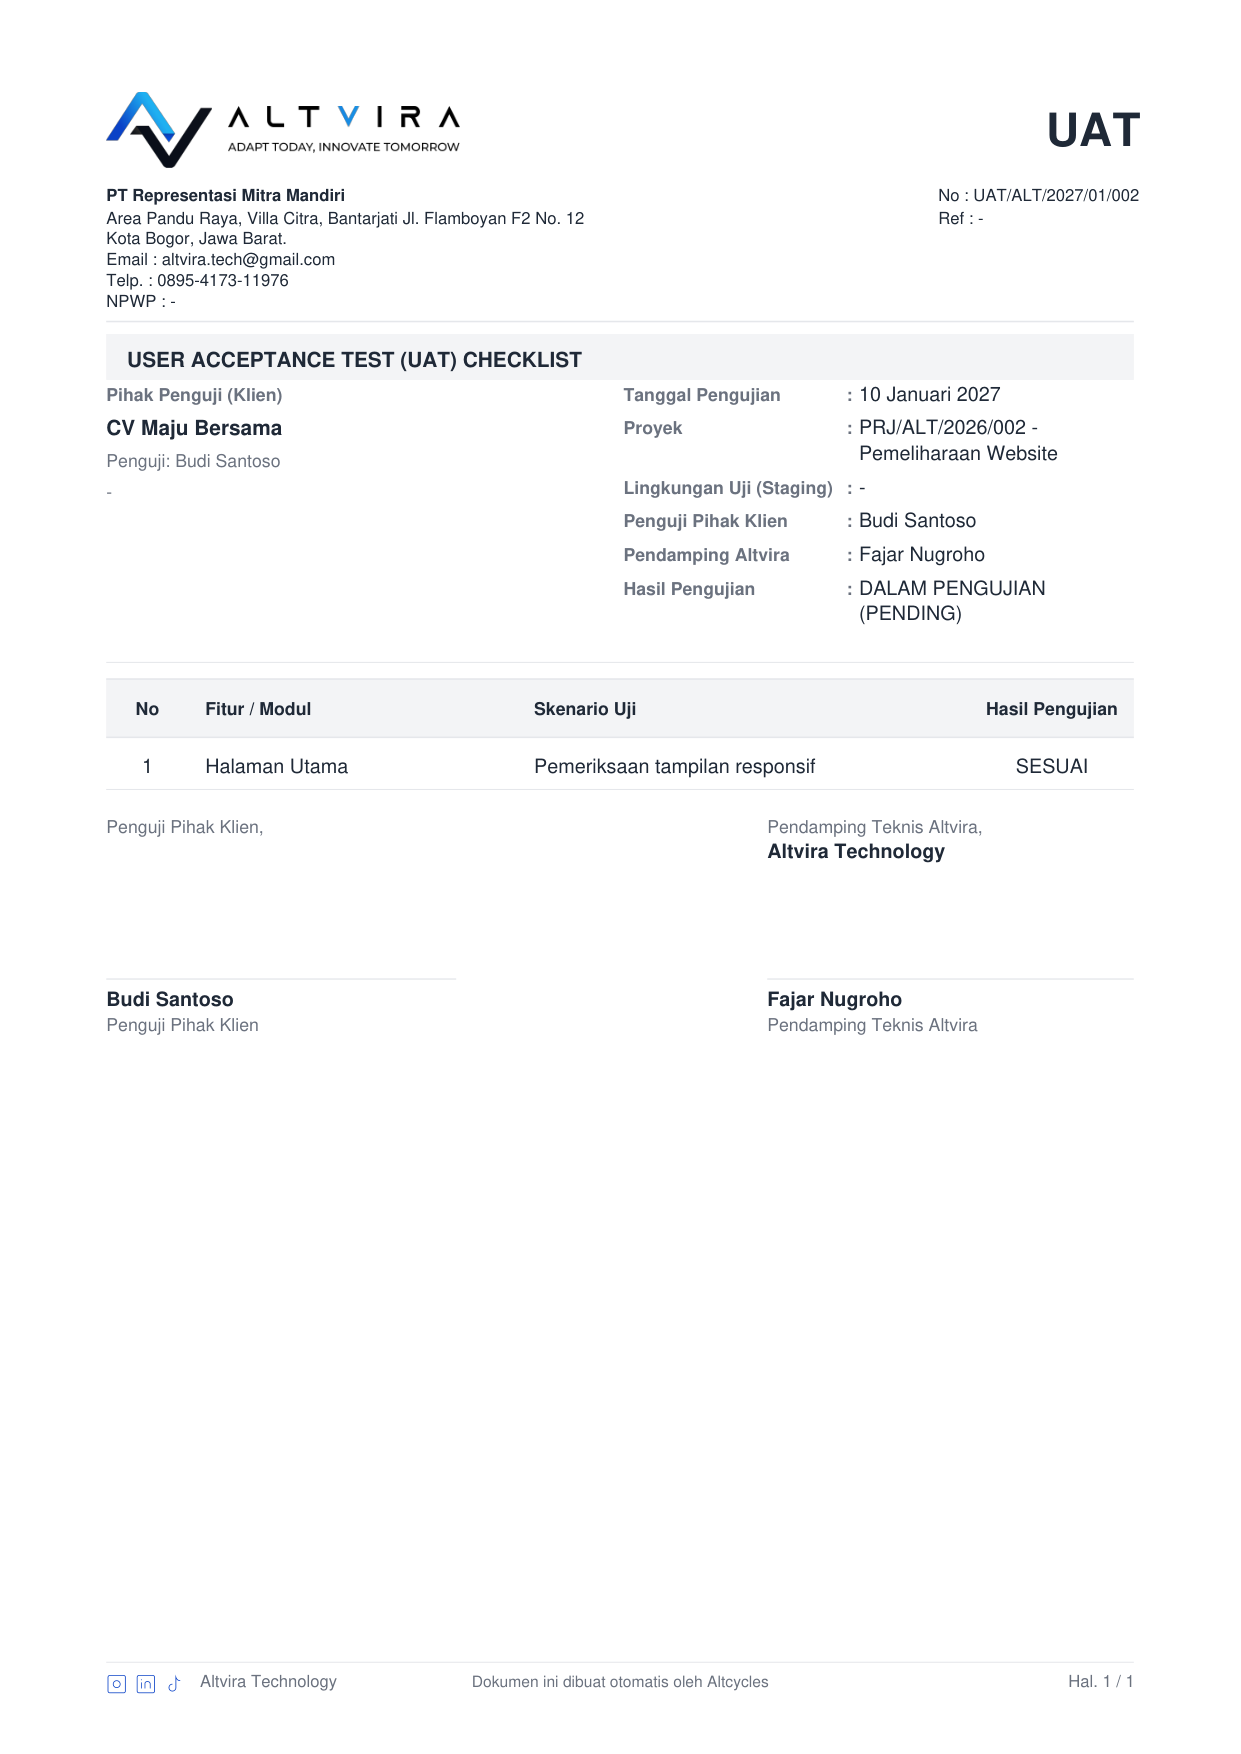 ALTVIRA
ADAPT TODAY, INNOVATE TOMORROW
UAT
PT Representasi Mitra Mandiri
Area Pandu Raya, Villa Citra, Bantarjati Jl. Flamboyan F2 No. 12
Kota Bogor, Jawa Barat.
Email : altvira.tech@gmail.com
Telp. : 0895-4173-11976
NPWP : -
No : UAT/ALT/2027/01/002
Ref : -
USER ACCEPTANCE TEST (UAT) CHECKLIST
Pihak Penguji (Klien)
CV Maju Bersama
Penguji: Budi Santoso
-
Tanggal Pengujian : 10 Januari 2027
Proyek : PRJ/ALT/2026/002 -
Pemeliharaan Website
Lingkungan Uji (Staging) : -
Penguji Pihak Klien : Budi Santoso
Pendamping Altvira : Fajar Nugroho
Hasil Pengujian : DALAM PENGUJIAN
(PENDING)
No Fitur / Modul Skenario Uji Hasil Pengujian
1 Halaman Utama Pemeriksaan tampilan responsif SESUAI
Penguji Pihak Klien,
Pendamping Teknis Altvira,
Altvira Technology
Budi Santoso
Penguji Pihak Klien
Fajar Nugroho
Pendamping Teknis Altvira
Altvira Technology Dokumen ini dibuat otomatis oleh Altcycles Hal. 1 / 1